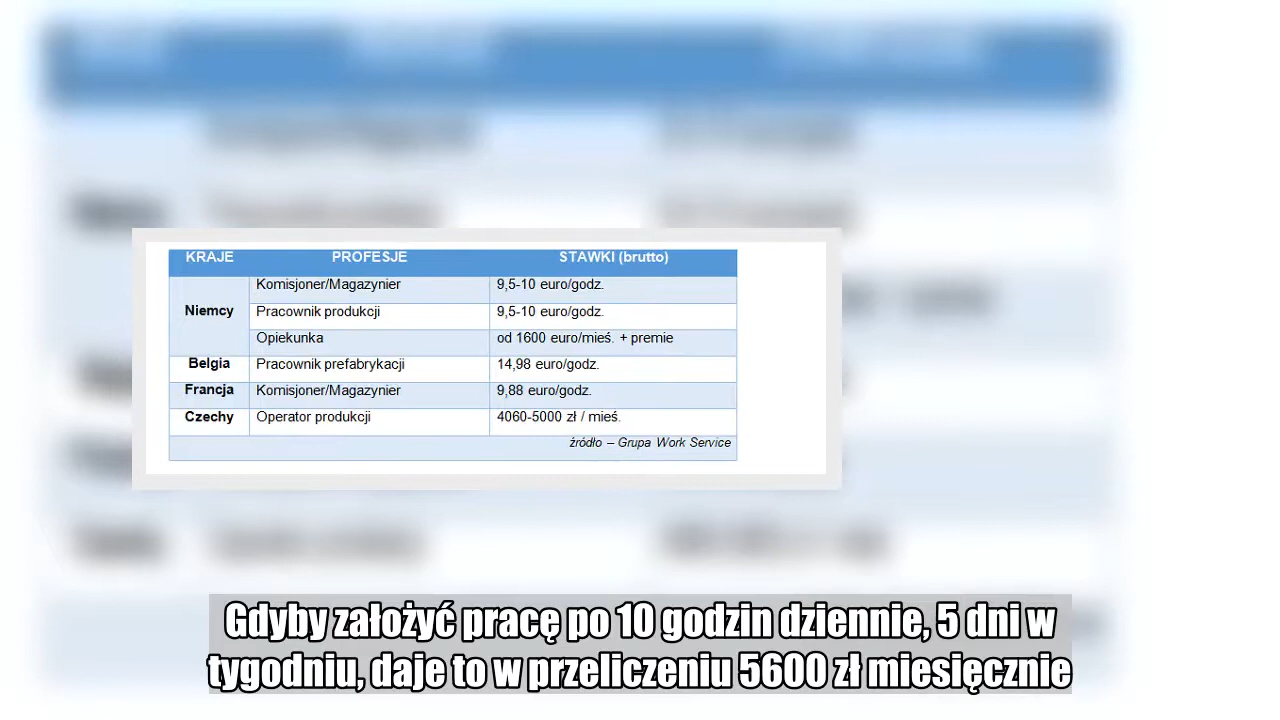 KRAJE PROFESJE STAWKI (brutto)
Niemcy Komisjoner/Magazynier 9,5-10 euro/godz.
Pracownik produkcji 9,5-10 euro/godz.
Opiekunka od 1600 euro/mieś. + premie
Belgia Pracownik prefabrykacji 14,98 euro/godz.
Francja Komisjoner/Magazynier 9,88 euro/godz.
Czechy Operator produkcji 4060-5000 zł / mieś.
źródło – Grupa Work Service
Gdyby założyć pracę po 10 godzin dziennie, 5 dni w
tygodniu, daje to w przeliczeniu 5600 zł miesięcznie